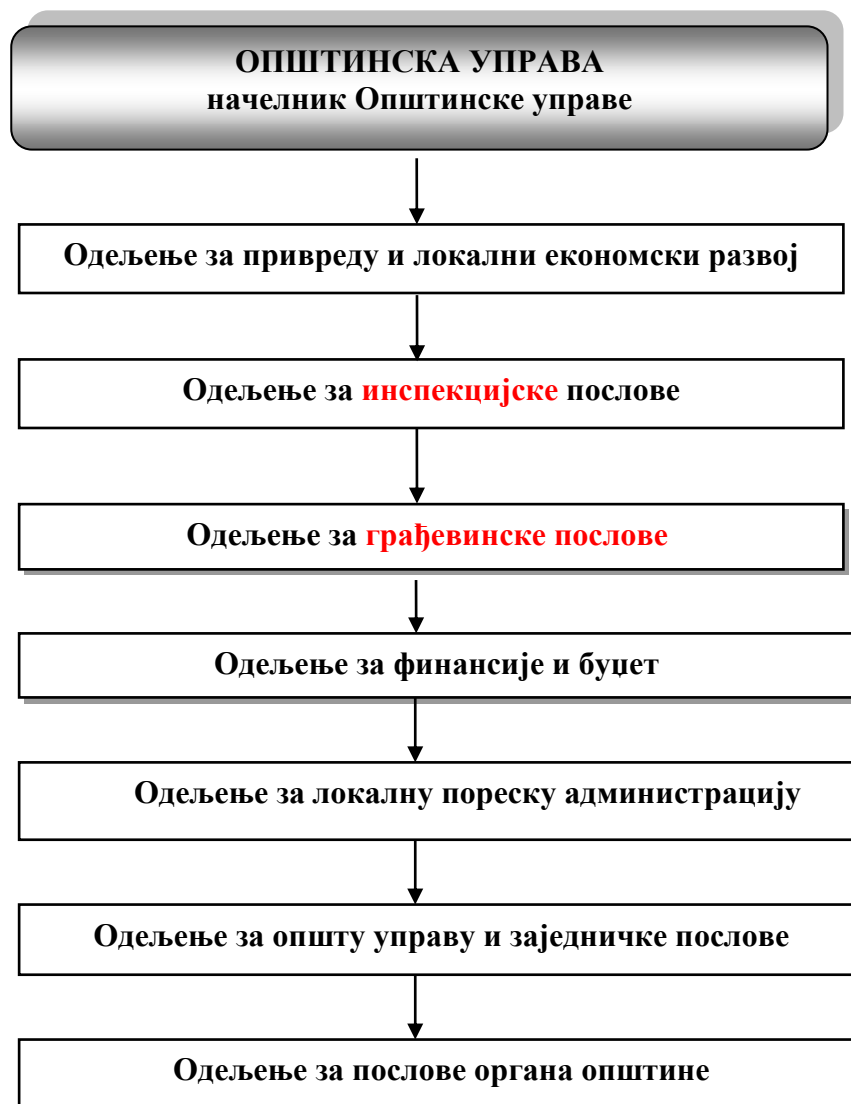 ОПШТИНСКА УПРАВА
начелник Општинске управе
Одељење за привреду и локални економски развој
Одељење за инспекцијске послове
Одељење за грађевинске послове
Одељење за финансије и буџет
Одељење за локалну пореску администрацију
Одељење за општу управу и заједничке послове
Одељење за послове органа општине